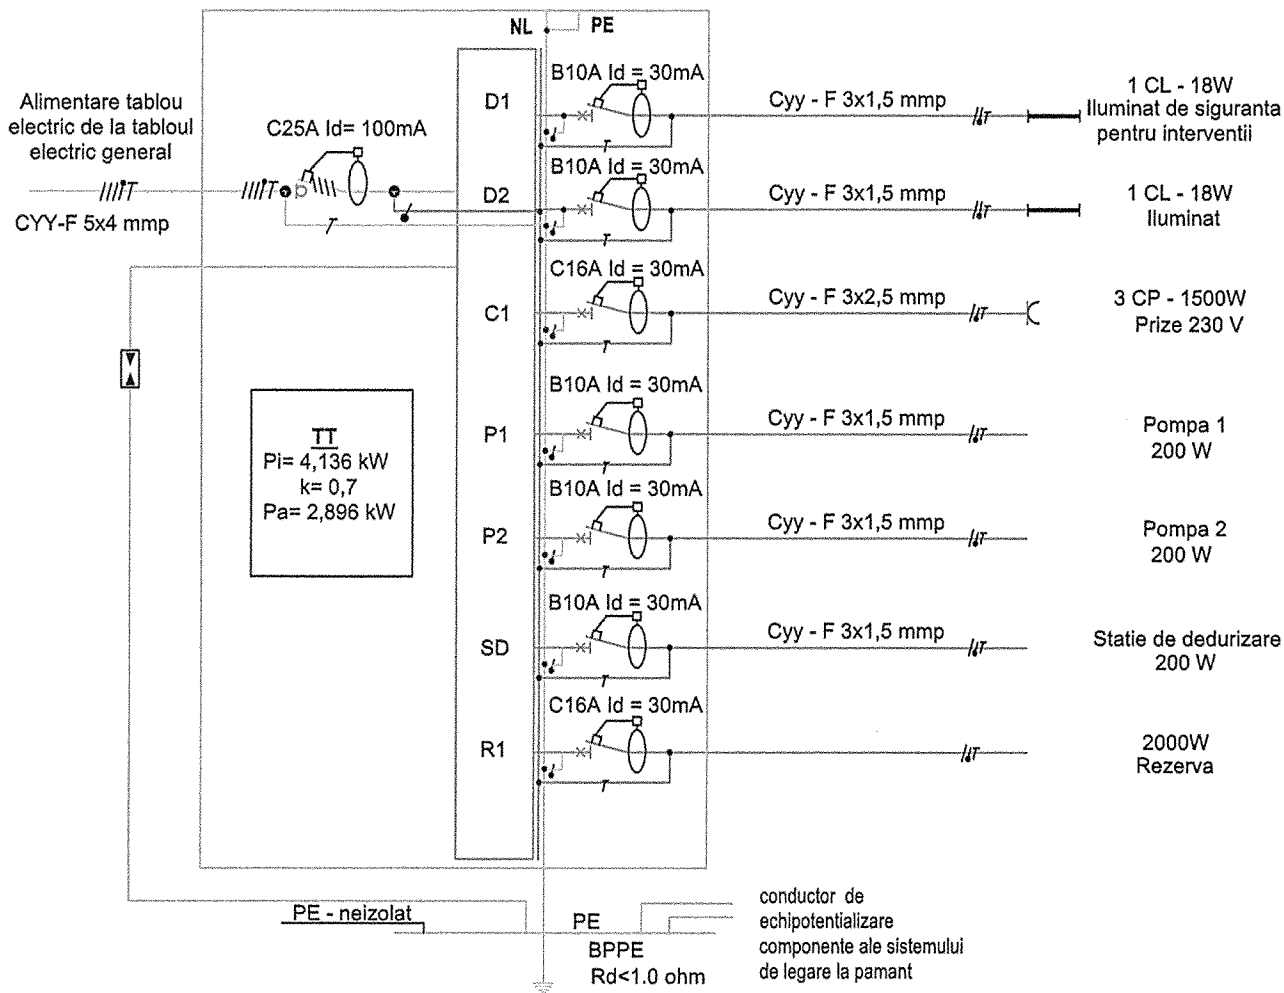 NL
PE
Alimentare tablou
electric de la tabloul
electric general
CYY-F 5x4 mmp
C25A Id= 100mA
D1
B10A Id = 30mA
Cyy - F 3x1,5 mmp
1 CL - 18W
Iluminat de siguranta
pentru interventii
D2
B10A Id = 30mA
Cyy - F 3x1,5 mmp
1 CL - 18W
Iluminat
C1
C16A Id = 30mA
Cyy - F 3x2,5 mmp
3 CP - 1500W
Prize 230 V
TT
Pi= 4,136 kW
k= 0,7
Pa= 2,896 kW
P1
B10A Id = 30mA
Cyy - F 3x1,5 mmp
Pompa 1
200 W
P2
B10A Id = 30mA
Cyy - F 3x1,5 mmp
Pompa 2
200 W
SD
B10A Id = 30mA
Cyy - F 3x1,5 mmp
Statie de dedurizare
200 W
R1
C16A Id = 30mA
2000W
Rezerva
PE - neizolat
PE
BPPE
Rd<1.0 ohm
conductor de
echipotentializare
componente ale sistemului
de legare la pamant